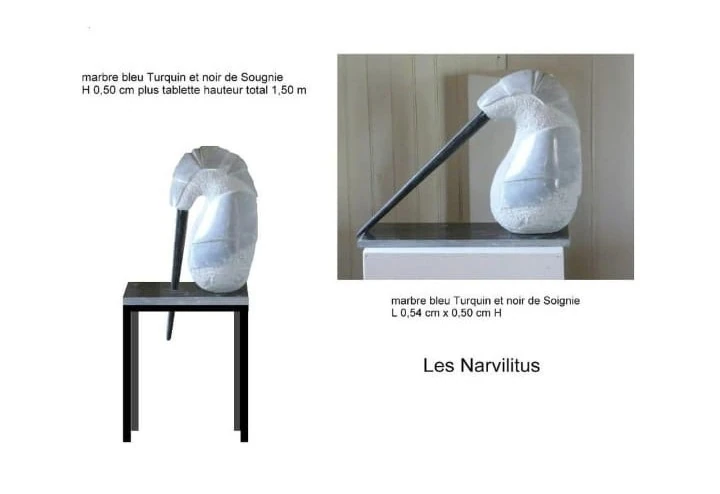 marbre bleu Turquin et noir de Sougnie
H 0,50 cm plus tablette hauteur total 1,50 m
marbre bleu Turquin et noir de Soignie
L 0,54 cm x 0,50 cm H
Les Narvilitus